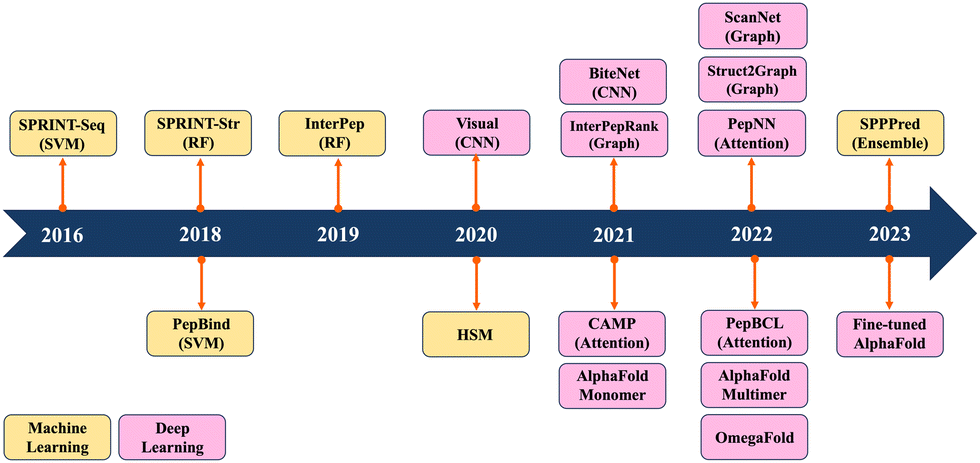 ScanNet
(Graph)
BiteNet
(CNN)
Struct2Graph
(Graph)
SPRINT-Seq
(SVM)
SPRINT-Str
(RF)
InterPep
(RF)
Visual
(CNN)
InterPepRank
(Graph)
PepNN
(Attention)
SPPPred
(Ensemble)
2016
2018
2019
2020
2021
2022
2023
PepBind
(SVM)
HSM
CAMP
(Attention)
PepBCL
(Attention)
Fine-tuned
AlphaFold
AlphaFold
Monomer
AlphaFold
Multimer
OmegaFold
Machine
Learning
Deep
Learning